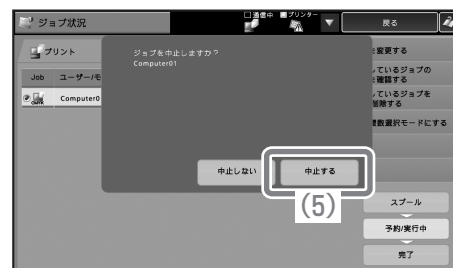 ジョブ状況
通信中
プリンター
戻る
プリント
ジョブを中止しますか？
Computer01
を変更する
Job
ユーザー/モ
しているジョブの
を確認する
Computer0
しているジョブを
削除する
複数選択モードにする
中止しない
中止する
(5)
スプール
予約/実行中
完了